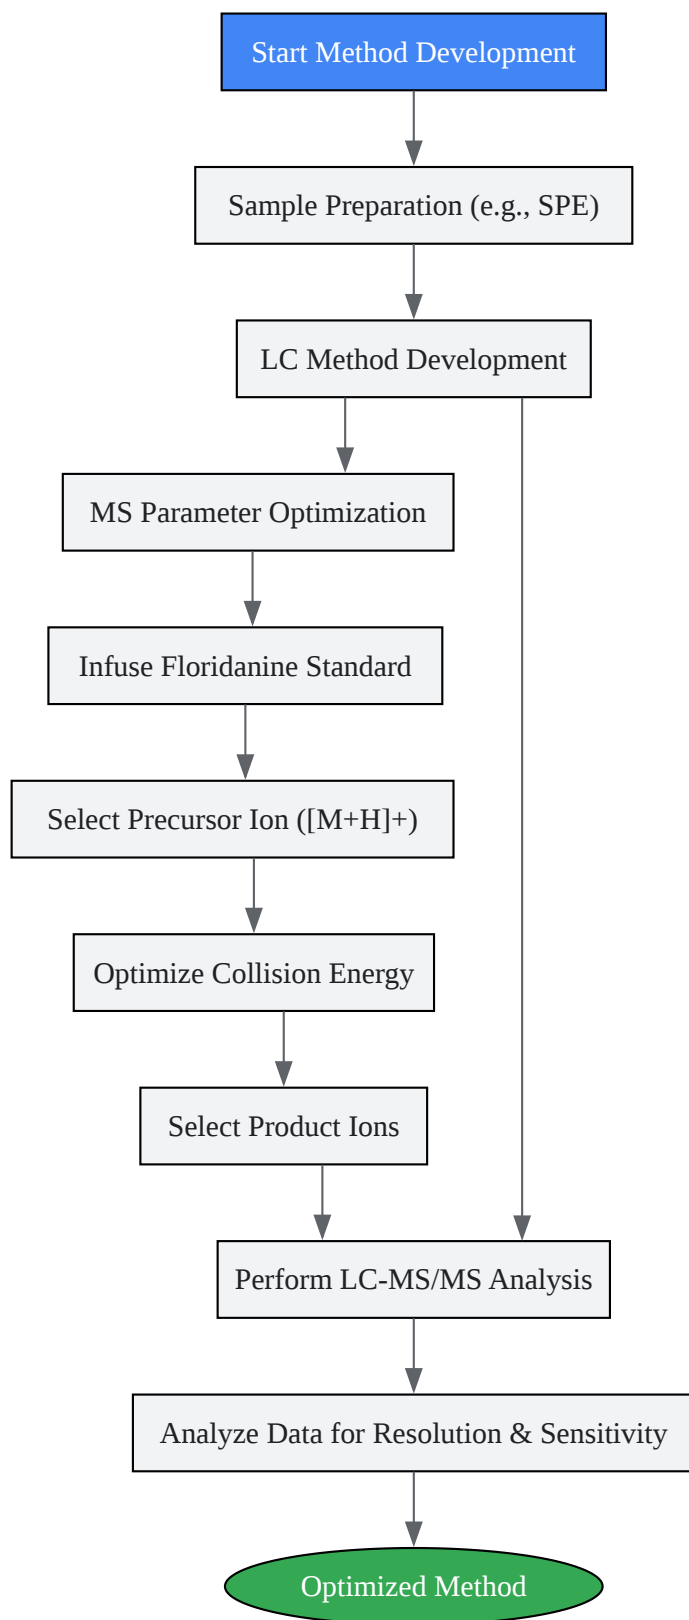 Start Method Development
Sample Preparation (e.g., SPE)
LC Method Development
MS Parameter Optimization
Infuse Floridanine Standard
Select Precursor Ion ([M+H]+)
Optimize Collision Energy
Select Product Ions
Perform LC-MS/MS Analysis
Analyze Data for Resolution & Sensitivity
Optimized Method